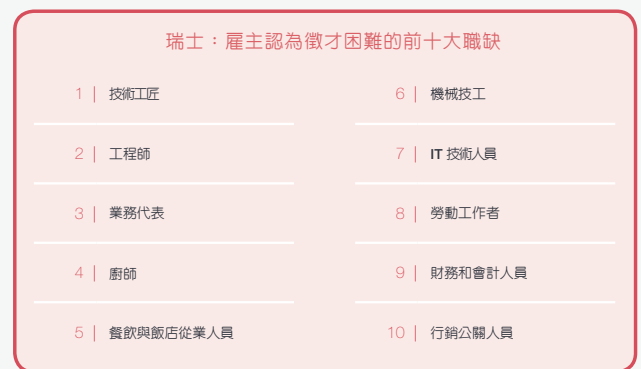 瑞士：雇主認為徵才困難的前十大職缺
1 | 技術工匠
2 | 工程師
3 | 業務代表
4 | 廚師
5 | 餐飲與飯店從業人員
6 | 機械技工
7 | IT 技術人員
8 | 勞動工作者
9 | 財務和會計人員
10 | 行銷公關人員